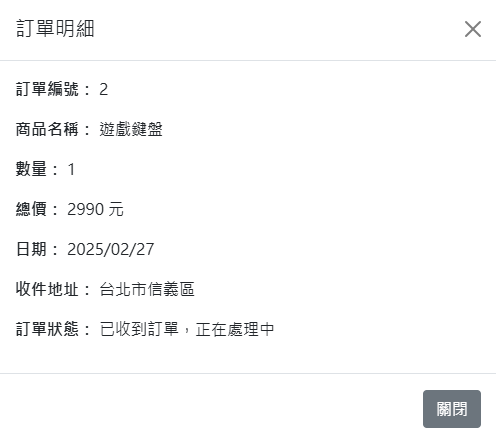 訂單明細
訂單編號： 2
商品名稱： 遊戲鍵盤
數量： 1
總價： 2990 元
日期： 2025/02/27
收件地址： 台北市信義區
訂單狀態： 已收到訂單，正在處理中
關閉